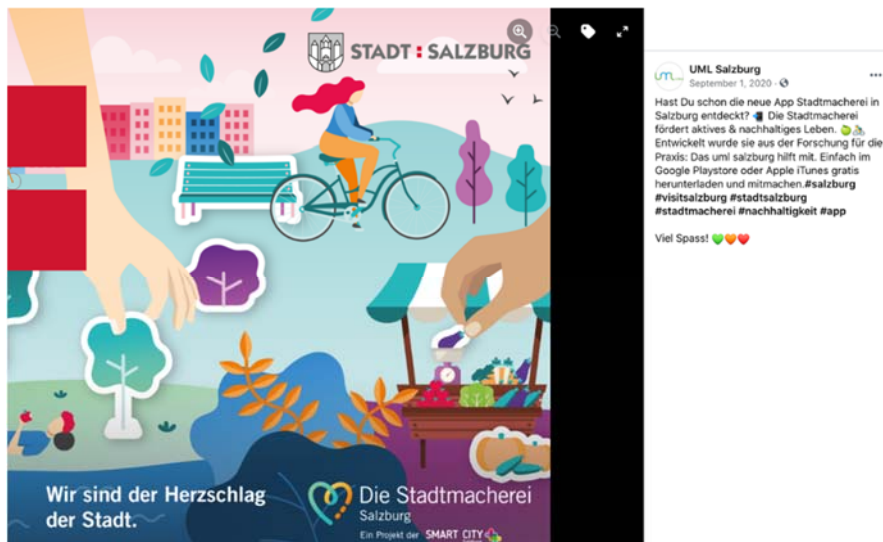 STADT : SALZBURG
Wir sind der Herzschlag
der Stadt.
Die Stadtmacherei
Salzburg
Ein Projekt der SMART CITY
UML Salzburg
September 1, 2020 ·
Hast Du schon die neue App Stadtmacherei in
Salzburg entdeckt? 📲 Die Stadtmacherei
fördert aktives & nachhaltiges Leben. 🍏🚴
Entwickelt wurde sie aus der Forschung für die
Praxis: Das uml salzburg hilft mit. Einfach im
Google Playstore oder Apple iTunes gratis
herunterladen und mitmachen.#salzburg
#visitsalzburg #stadtsalzburg
#stadtmacherei #nachhaltigkeit #app
Viel Spass! 💚🧡❤️